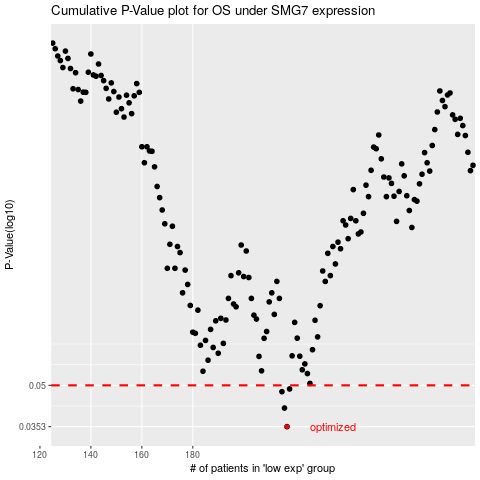 Cumulative P-Value plot for OS under SMG7 expression
P-Value(log10)
0.05
0.0353
optimized
120 140 160 180
# of patients in 'low exp' group